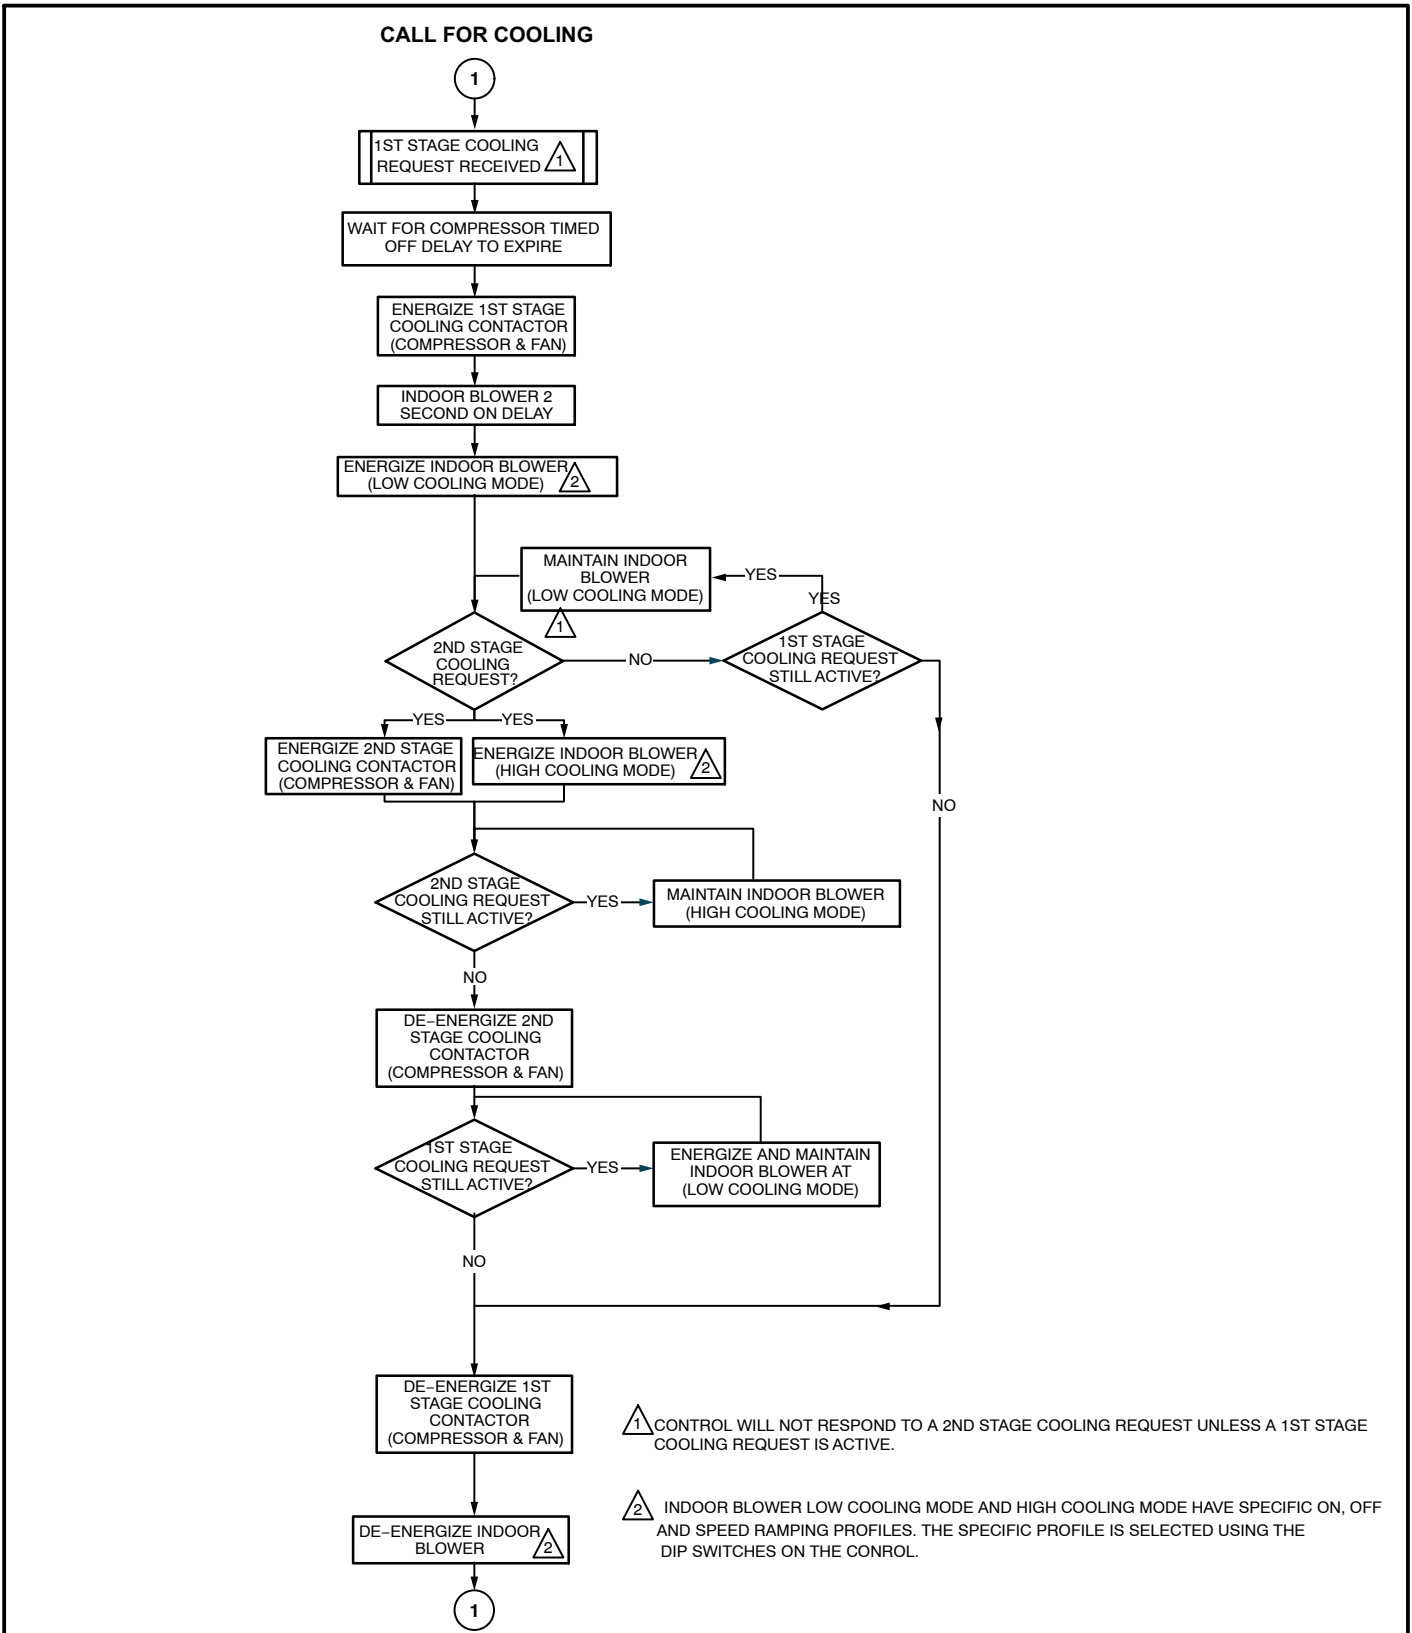 CALL FOR COOLING
1
1ST STAGE COOLING
REQUEST RECEIVED 1
WAIT FOR COMPRESSOR TIMED
OFF DELAY TO EXPIRE
ENERGIZE 1ST STAGE
COOLING CONTACTOR
(COMPRESSOR & FAN)
INDOOR BLOWER 2
SECOND ON DELAY
ENERGIZE INDOOR BLOWER
(LOW COOLING MODE) 2
MAINTAIN INDOOR
BLOWER
(LOW COOLING MODE)
1
YES
YES
2ND STAGE
COOLING
REQUEST?
NO
1ST STAGE
COOLING REQUEST
STILL ACTIVE?
YES
YES
ENERGIZE 2ND STAGE
COOLING CONTACTOR
(COMPRESSOR & FAN)
ENERGIZE INDOOR BLOWER
(HIGH COOLING MODE) 2
NO
2ND STAGE
COOLING REQUEST
STILL ACTIVE?
YES
MAINTAIN INDOOR BLOWER
(HIGH COOLING MODE)
NO
DE−ENERGIZE 2ND
STAGE COOLING
CONTACTOR
(COMPRESSOR & FAN)
1ST STAGE
COOLING REQUEST
STILL ACTIVE?
YES
ENERGIZE AND MAINTAIN
INDOOR BLOWER AT
(LOW COOLING MODE)
NO
DE−ENERGIZE 1ST
STAGE COOLING
CONTACTOR
(COMPRESSOR & FAN)
1 CONTROL WILL NOT RESPOND TO A 2ND STAGE COOLING REQUEST UNLESS A 1ST STAGE
COOLING REQUEST IS ACTIVE.
2 INDOOR BLOWER LOW COOLING MODE AND HIGH COOLING MODE HAVE SPECIFIC ON, OFF
AND SPEED RAMPING PROFILES. THE SPECIFIC PROFILE IS SELECTED USING THE
DIP SWITCHES ON THE CONROL.
DE−ENERGIZE INDOOR
BLOWER 2
1